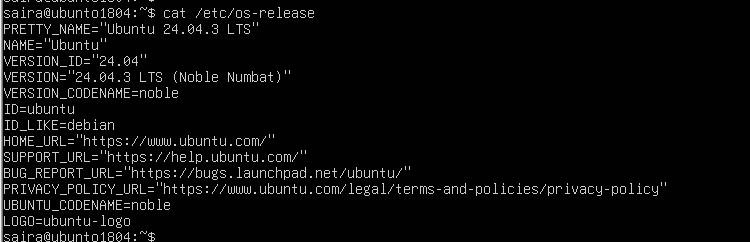 saira@ubunto1804:~$ cat /etc/os-release
PRETTY_NAME="Ubuntu 24.04.3 LTS"
NAME="Ubuntu"
VERSION_ID="24.04"
VERSION="24.04.3 LTS (Noble Numbat)"
VERSION_CODENAME=noble
ID=ubuntu
ID_LIKE=debian
HOME_URL="https://www.ubuntu.com/"
SUPPORT_URL="https://help.ubuntu.com/"
BUG_REPORT_URL="https://bugs.launchpad.net/ubuntu/"
PRIVACY_POLICY_URL="https://www.ubuntu.com/legal/terms-and-policies/privacy-policy"
UBUNTU_CODENAME=noble
LOGO=ubuntu-logo
saira@ubunto1804:~$